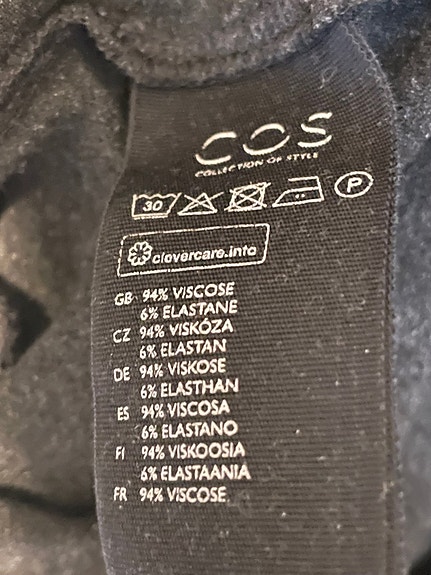 COS
COLLECTION OF STYLE
30 P
clevercare.info
GB 94% VISCOSE
6% ELASTANE
CZ 94% VISKÓZA
6% ELASTAN
DE 94% VISKOSE
6% ELASTHAN
ES 94% VISCOSA
6% ELASTANO
FI 94% VISKOOSIA
6% ELASTAANIA
FR 94% VISCOSE